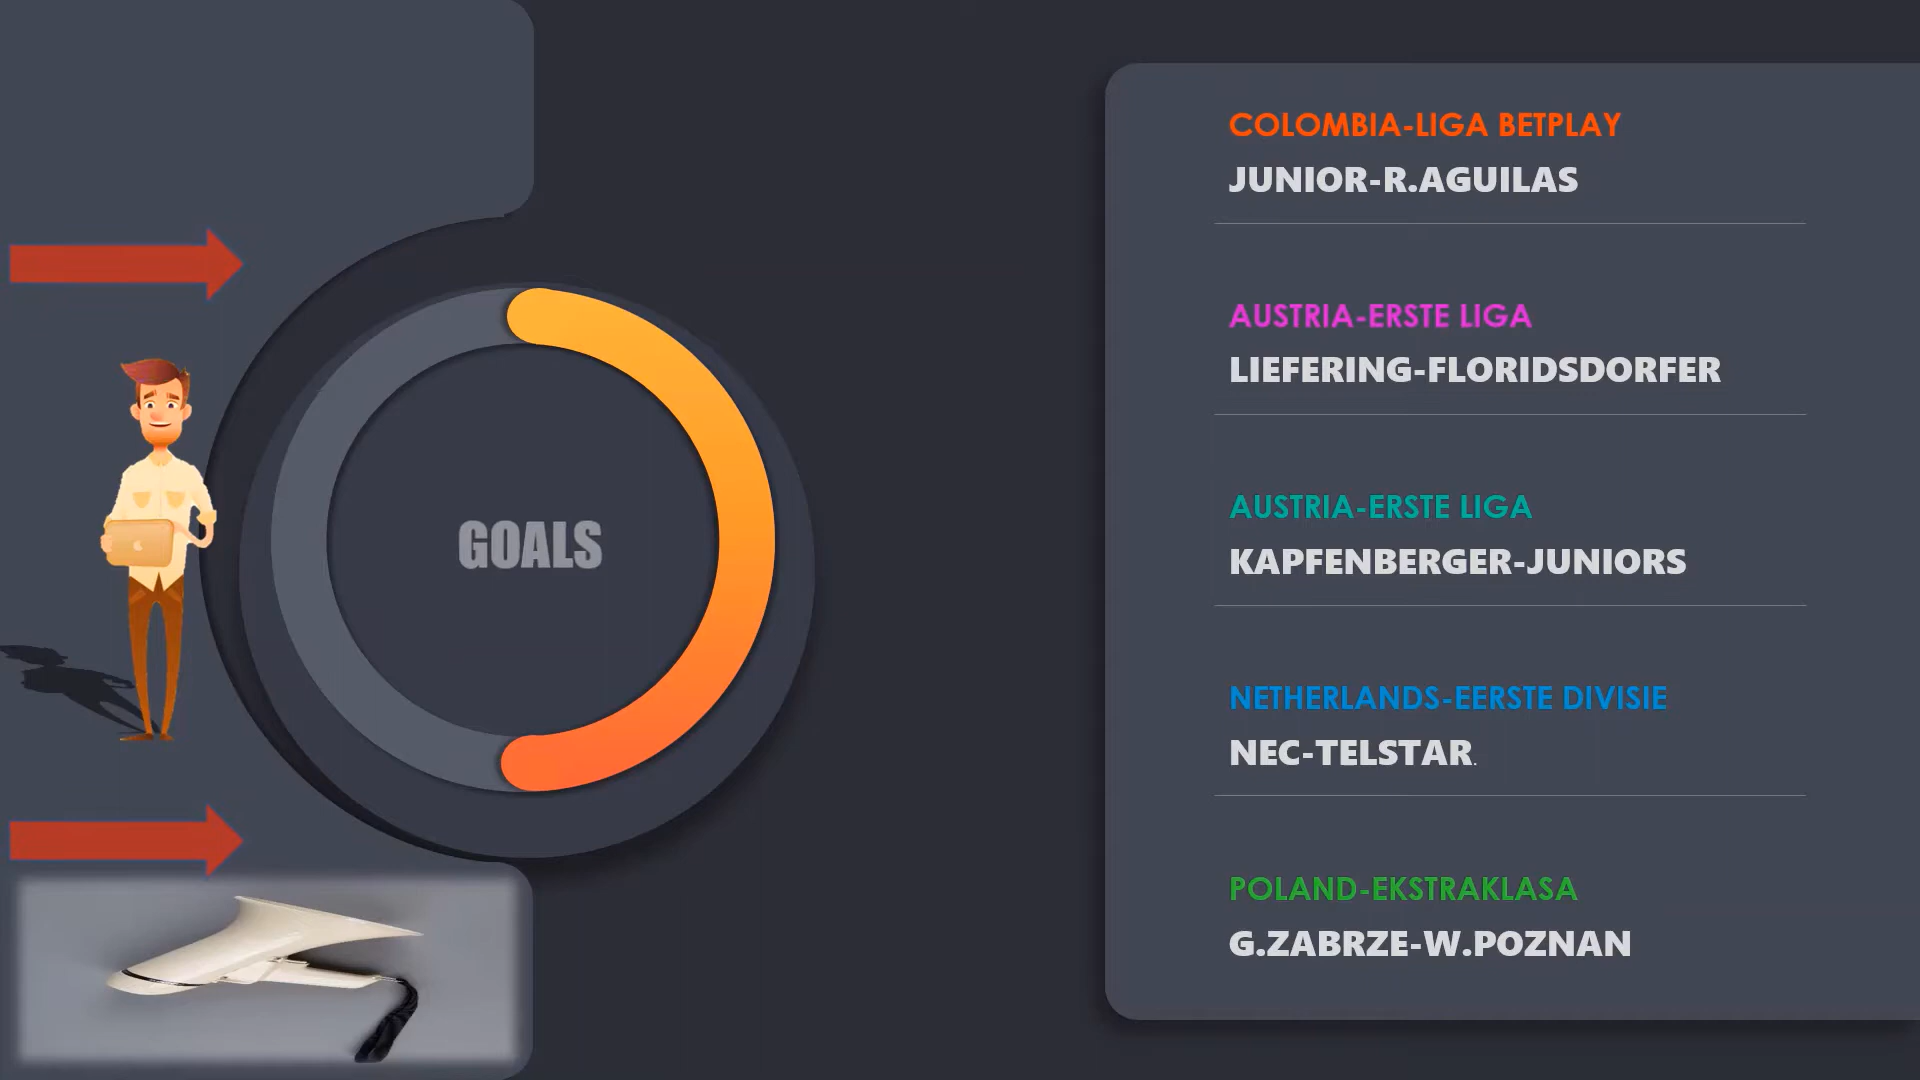 GOALS
COLOMBIA-LIGA BETPLAY
JUNIOR-R.AGUILAS
AUSTRIA-ERSTE LIGA
LIEFERING-FLORIDSDORFER
AUSTRIA-ERSTE LIGA
KAPFENBERGER-JUNIORS
NETHERLANDS-EERSTE DIVISIE
NEC-TELSTAR.
POLAND-EKSTRAKLASA
G.ZABRZE-W.POZNAN